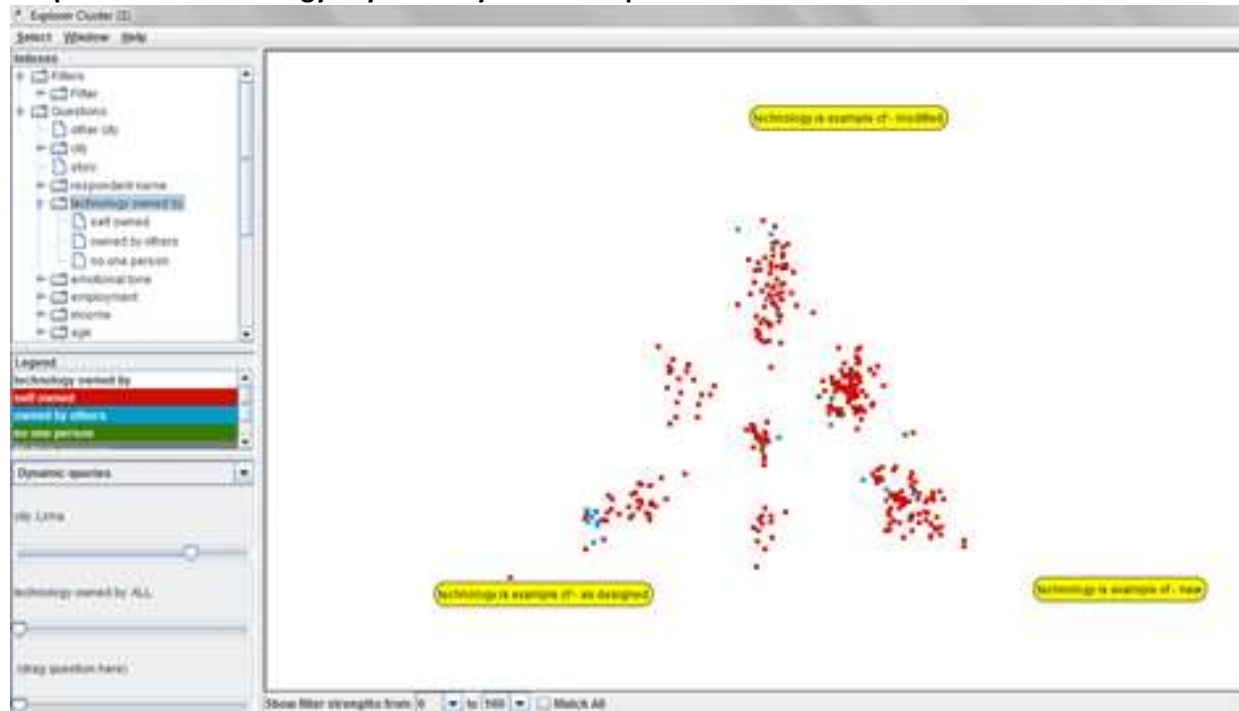 Explorer Cluster
Select Window Help
Indexes
Filters
Filter
Questions
other city
city
story
respondent name
technology owned by
self owned
owned by others
no one person
emotional tone
employment
income
age
Legend
technology owned by
self owned
owned by others
no one person
Dynamic queries
city: Lima
technology owned by: ALL
(drag question here)
technology is example of - modified
technology is example of - as designed
technology is example of - new
Show filter strengths from 0 to 100 Match All